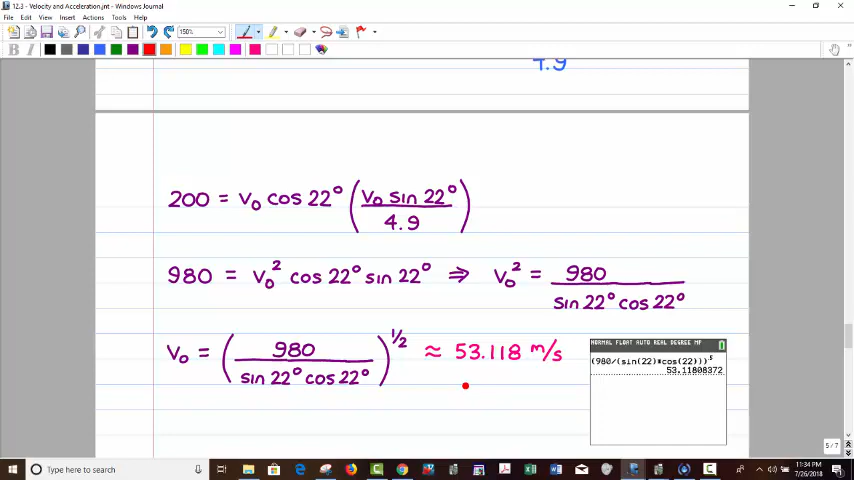 12.3 - Velocity and Acceleration.jnt - Windows Journal
File Edit View Insert Actions Tools Help
150%
B I
4.9
200 = v₀ cos 22° (v₀ sin 22° / 4.9)
980 = v₀² cos 22° sin 22° ⇒ v₀² = 980 / (sin 22° cos 22°)
v₀ = (980 / (sin 22° cos 22°))^1/2 ≈ 53.118 m/s
NORMAL FLOAT AUTO REAL DEGREE MP
(980/(sin(22)*cos(22))).5
53.11808372
5 / 7
Type here to search
11:34 PM
7/26/2018